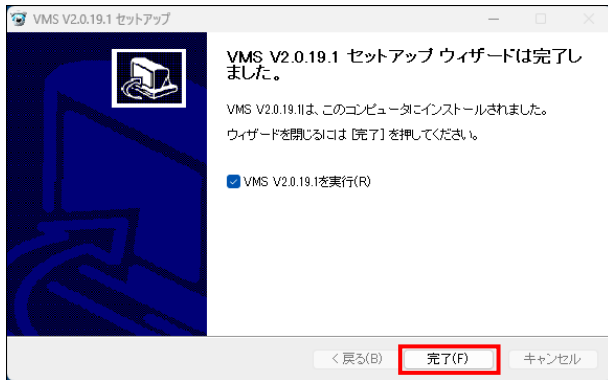 VMS V2.0.19.1 セットアップ
VMS V2.0.19.1 セットアップ ウィザードは完了し
ました。
VMS V2.0.19.1は、このコンピュータにインストールされました。
ウィザードを閉じるには [完了] を押してください。
VMS V2.0.19.1を実行(R)
< 戻る(B)
完了(F)
キャンセル